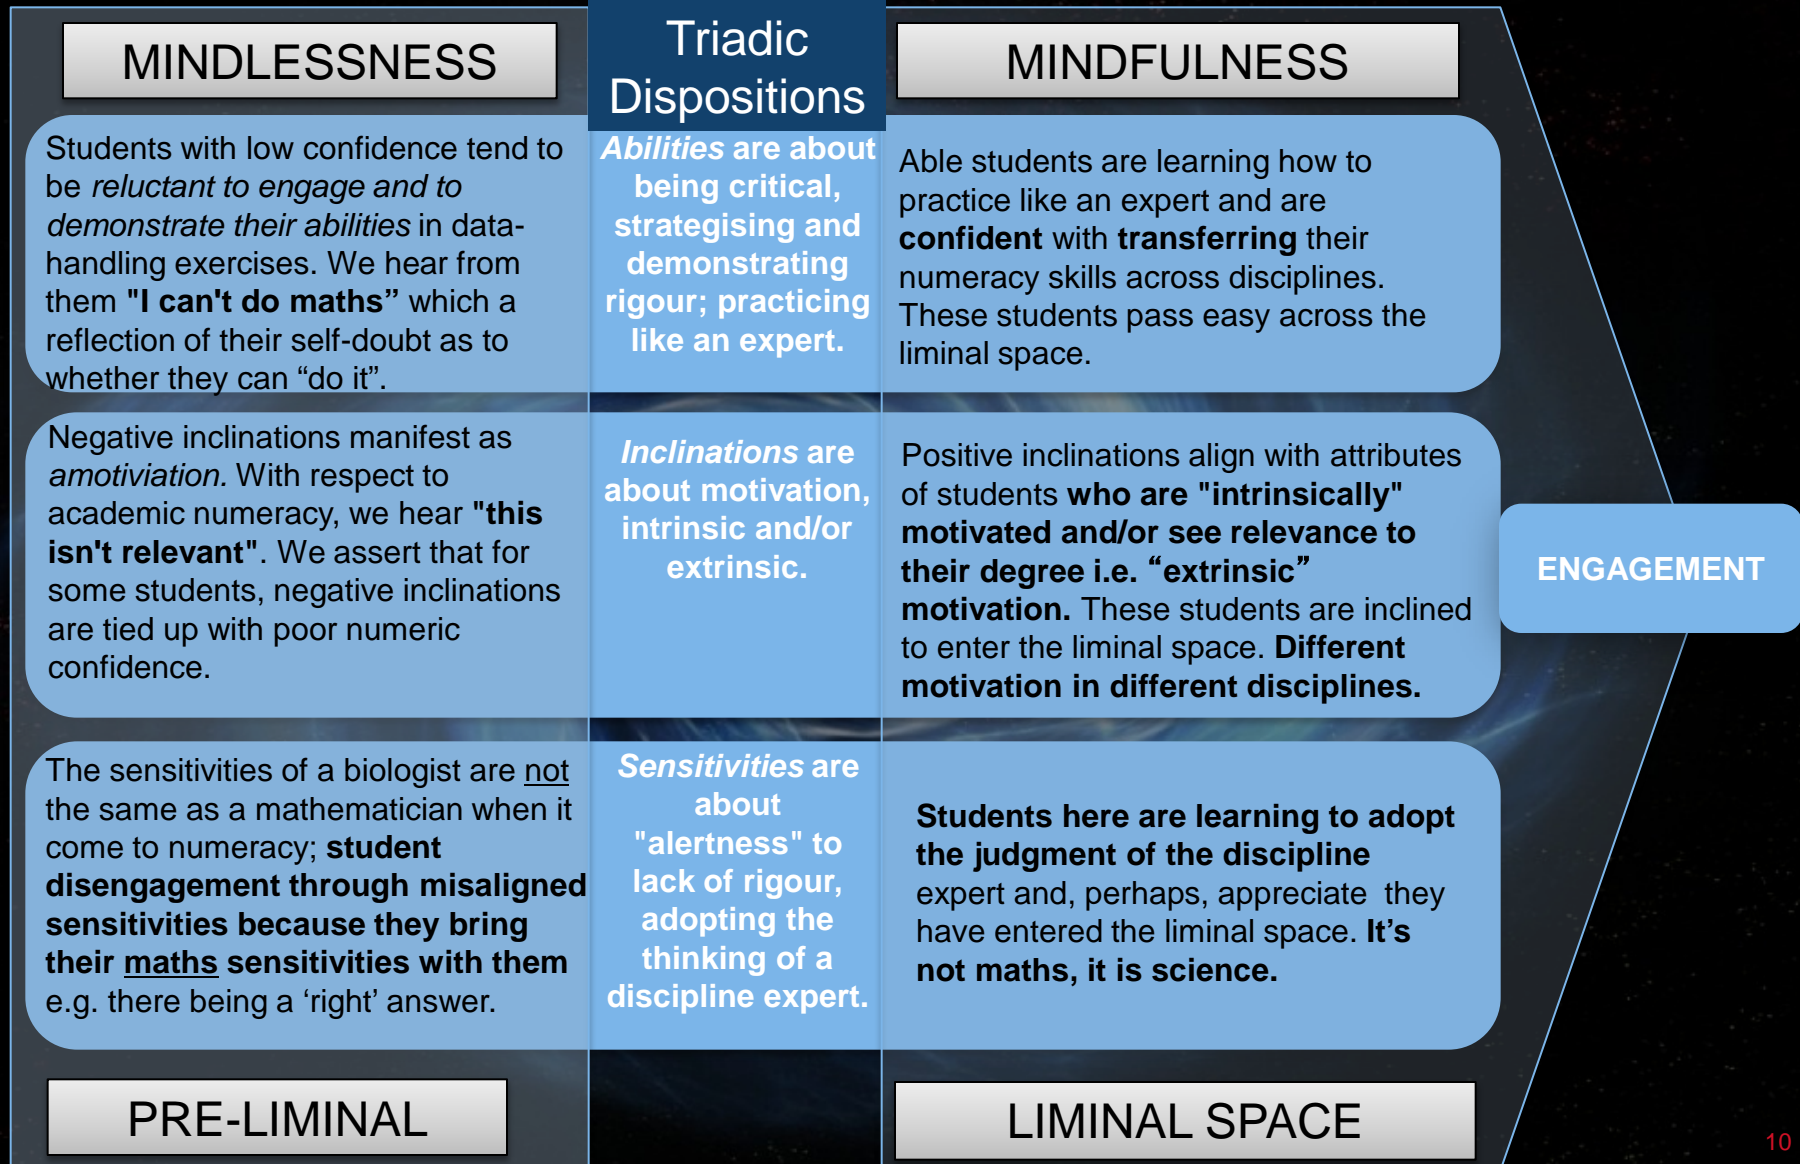 MINDLESSNESS
Triadic
Dispositions
MINDFULNESS
Students with low confidence tend to
be reluctant to engage and to
demonstrate their abilities in data-
handling exercises. We hear from
them "I can't do maths” which a
reflection of their self-doubt as to
whether they can “do it”.
Abilities are about
being critical,
strategising and
demonstrating
rigour; practicing
like an expert.
Able students are learning how to
practice like an expert and are
confident with transferring their
numeracy skills across disciplines.
These students pass easy across the
liminal space.
Negative inclinations manifest as
amotiviation. With respect to
academic numeracy, we hear "this
isn't relevant". We assert that for
some students, negative inclinations
are tied up with poor numeric
confidence.
Inclinations are
about motivation,
intrinsic and/or
extrinsic.
Positive inclinations align with attributes
of students who are "intrinsically"
motivated and/or see relevance to
their degree i.e. “extrinsic”
motivation. These students are inclined
to enter the liminal space. Different
motivation in different disciplines.
ENGAGEMENT
The sensitivities of a biologist are not
the same as a mathematician when it
come to numeracy; student
disengagement through misaligned
sensitivities because they bring
their maths sensitivities with them
e.g. there being a ‘right’ answer.
Sensitivities are
about
"alertness" to
lack of rigour,
adopting the
thinking of a
discipline expert.
Students here are learning to adopt
the judgment of the discipline
expert and, perhaps, appreciate they
have entered the liminal space. It’s
not maths, it is science.
PRE-LIMINAL
LIMINAL SPACE
10